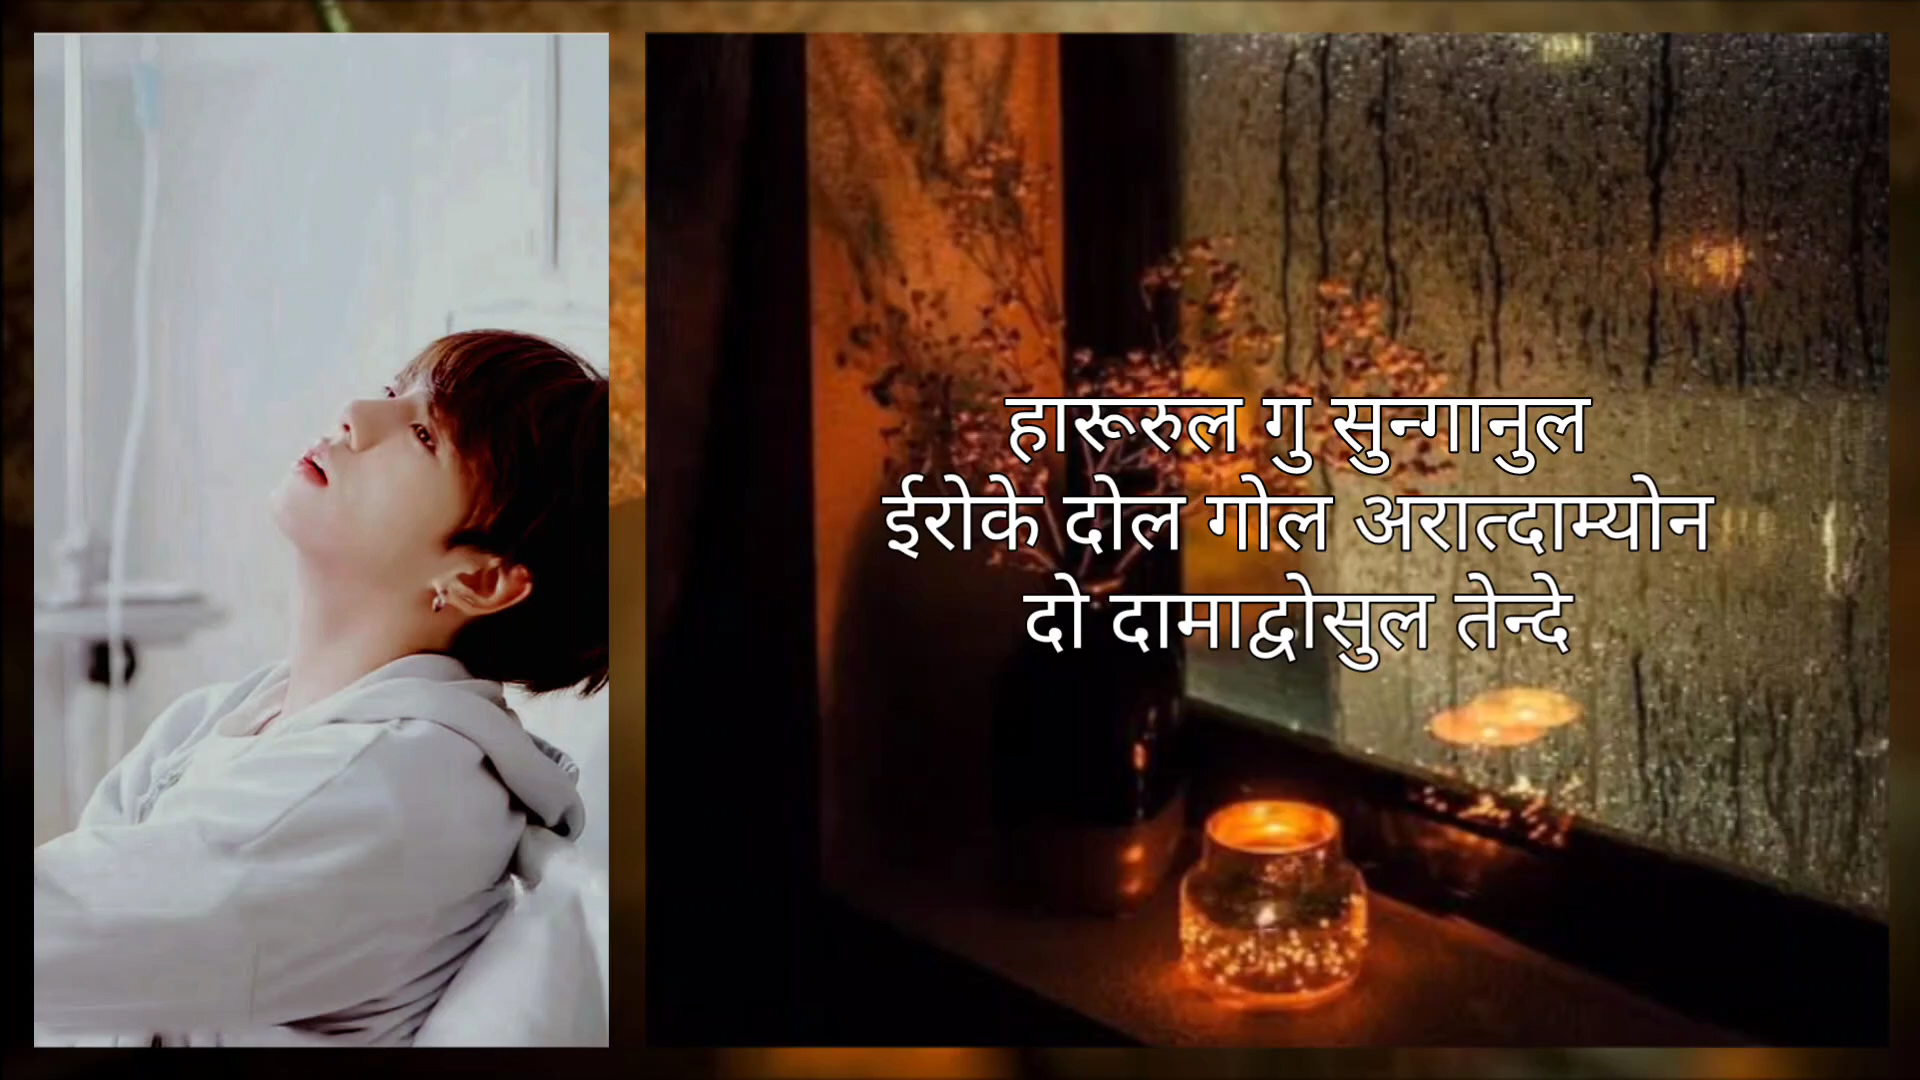 हारूरुल गु सुन्गानुल
ईरोके दोल गोल अरात्दाम्योन
दो दामाद्वोसुल तेन्दे